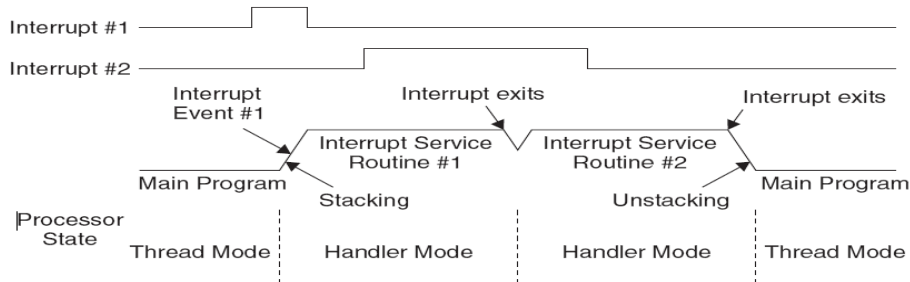 Interrupt #1
Interrupt #2
Interrupt
Event #1
Interrupt exits
Interrupt exits
Interrupt Service
Routine #1
Interrupt Service
Routine #2
Main Program
Stacking
Unstacking
Main Program
Processor
State
Thread Mode
Handler Mode
Handler Mode
Thread Mode